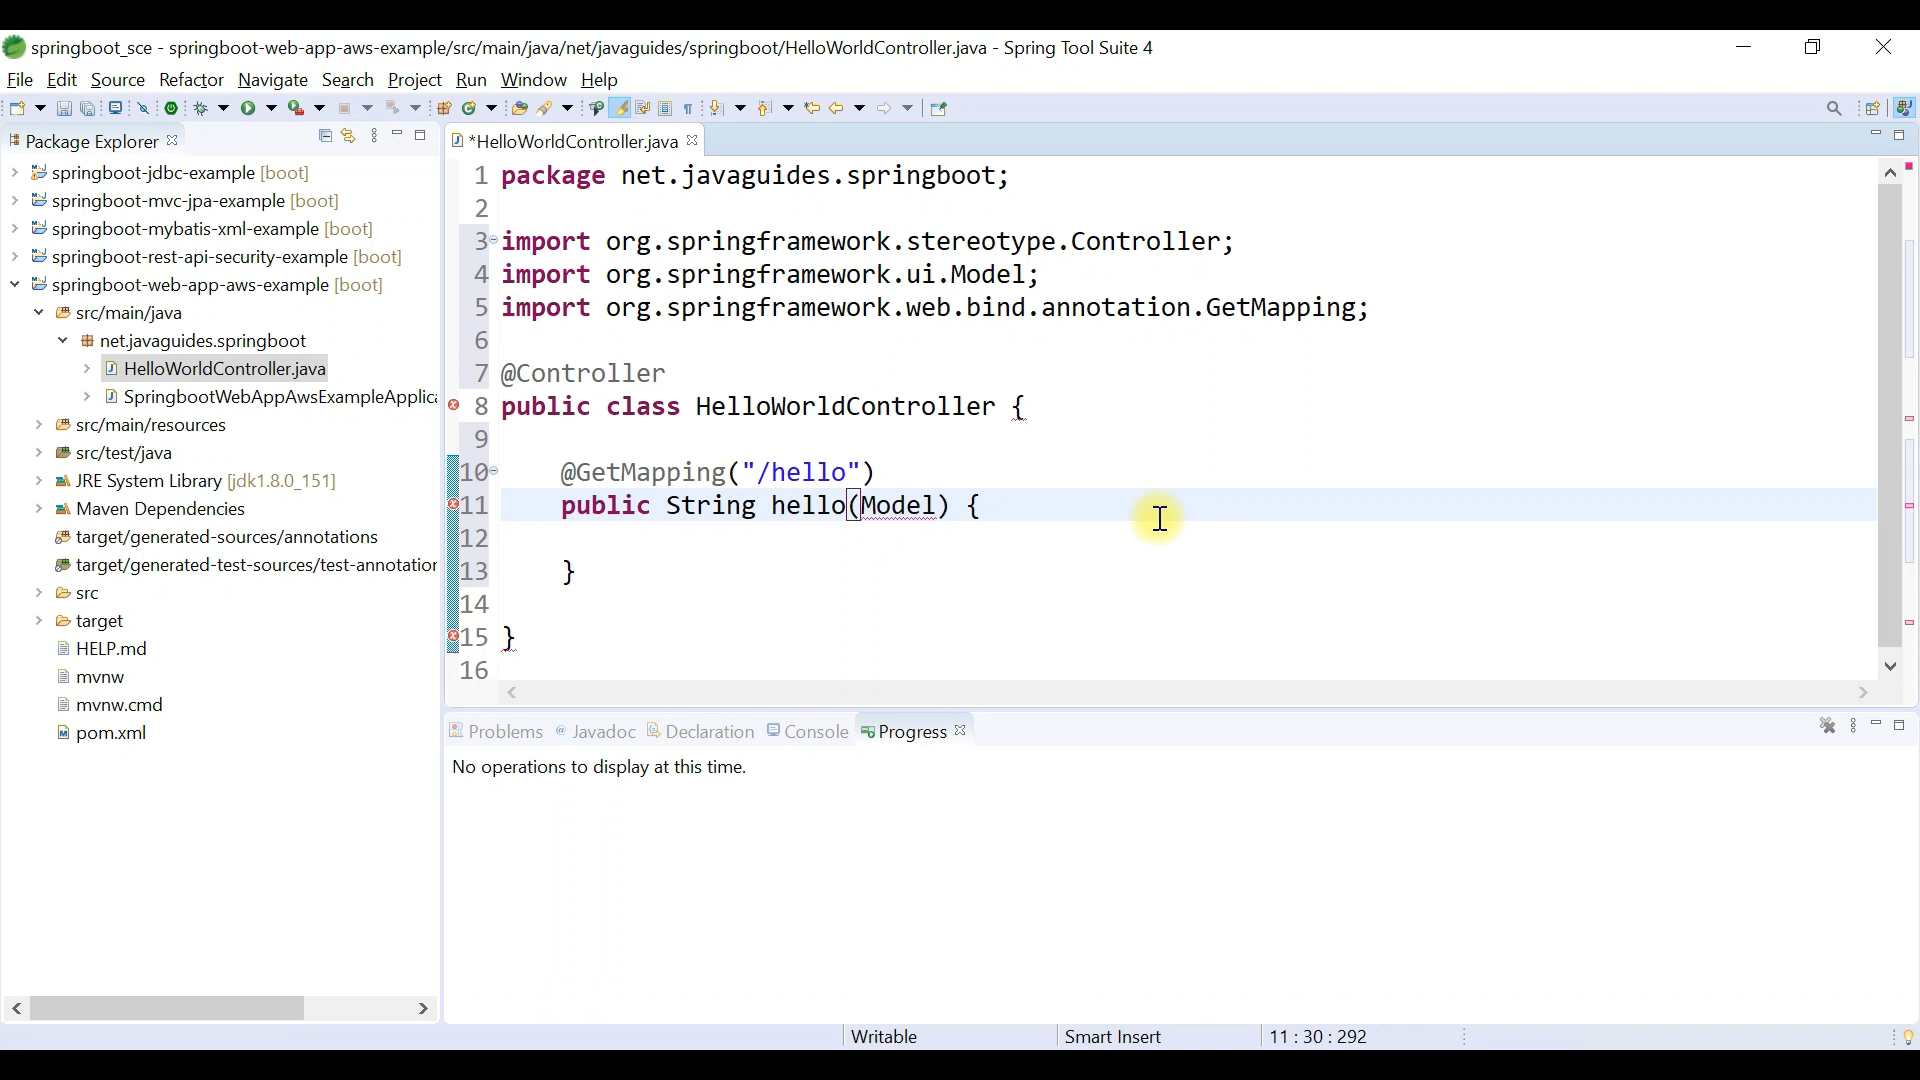 springboot_sce - springboot-web-app-aws-example/src/main/java/net/javaguides/springboot/HelloWorldController.java - Spring Tool Suite 4
File Edit Source Refactor Navigate Search Project Run Window Help
Package Explorer
springboot-jdbc-example [boot]
springboot-mvc-jpa-example [boot]
springboot-mybatis-xml-example [boot]
springboot-rest-api-security-example [boot]
springboot-web-app-aws-example [boot]
src/main/java
net.javaguides.springboot
HelloWorldController.java
SpringbootWebAppAwsExampleApplic
src/main/resources
src/test/java
JRE System Library [jdk1.8.0_151]
Maven Dependencies
target/generated-sources/annotations
target/generated-test-sources/test-annotation
src
target
HELP.md
mvnw
mvnw.cmd
pom.xml
*HelloWorldController.java
1 package net.javaguides.springboot;
2
3 import org.springframework.stereotype.Controller;
4 import org.springframework.ui.Model;
5 import org.springframework.web.bind.annotation.GetMapping;
6
7 @Controller
8 public class HelloWorldController {
9
10 @GetMapping("/hello")
11 public String hello(Model) {
12
13 }
14
15 }
16
Problems @ Javadoc Declaration Console Progress
No operations to display at this time.
Writable Smart Insert 11 : 30 : 292